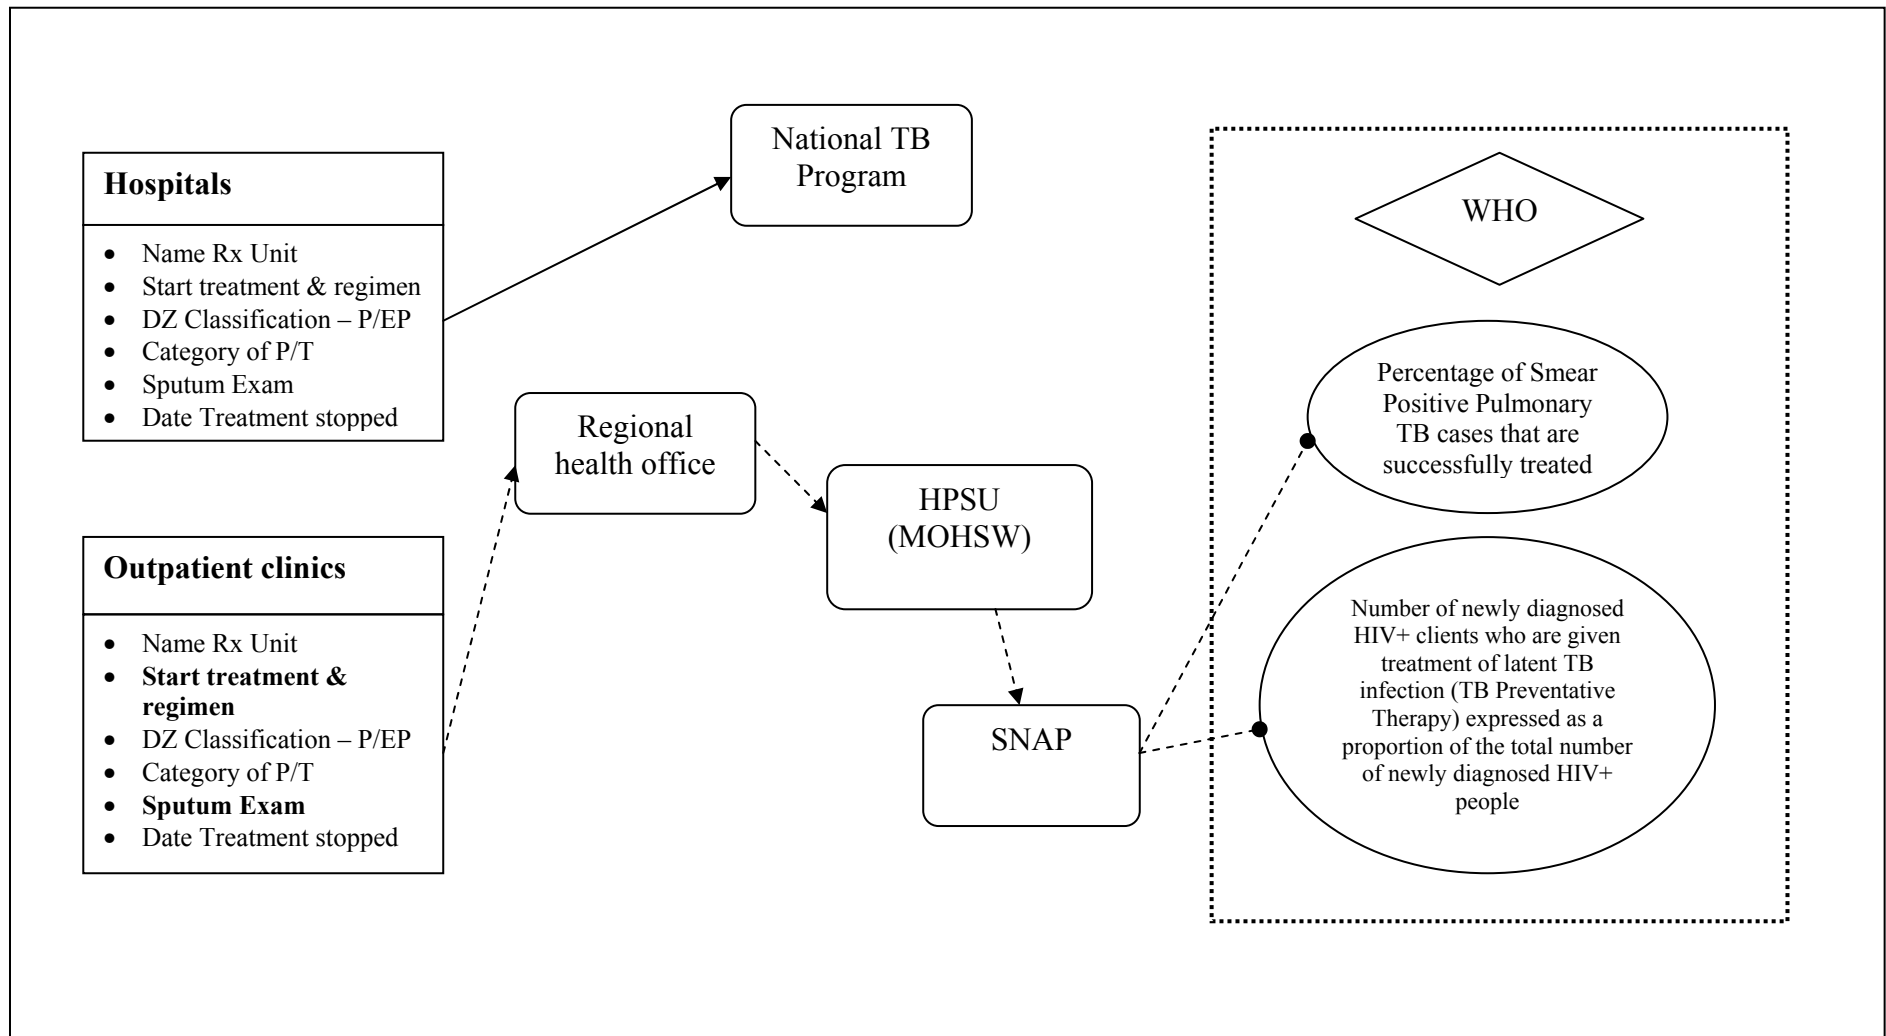 Hospitals
• Name Rx Unit
• Start treatment & regimen
• DZ Classification – P/EP
• Category of P/T
• Sputum Exam
• Date Treatment stopped
Outpatient clinics
• Name Rx Unit
• Start treatment &
regimen
• DZ Classification – P/EP
• Category of P/T
• Sputum Exam
• Date Treatment stopped
National TB
Program
Regional
health office
HPSU
(MOHSW)
SNAP
WHO
Percentage of Smear
Positive Pulmonary
TB cases that are
successfully treated
Number of newly diagnosed
HIV+ clients who are given
treatment of latent TB
infection (TB Preventative
Therapy) expressed as a
proportion of the total number
of newly diagnosed HIV+
people